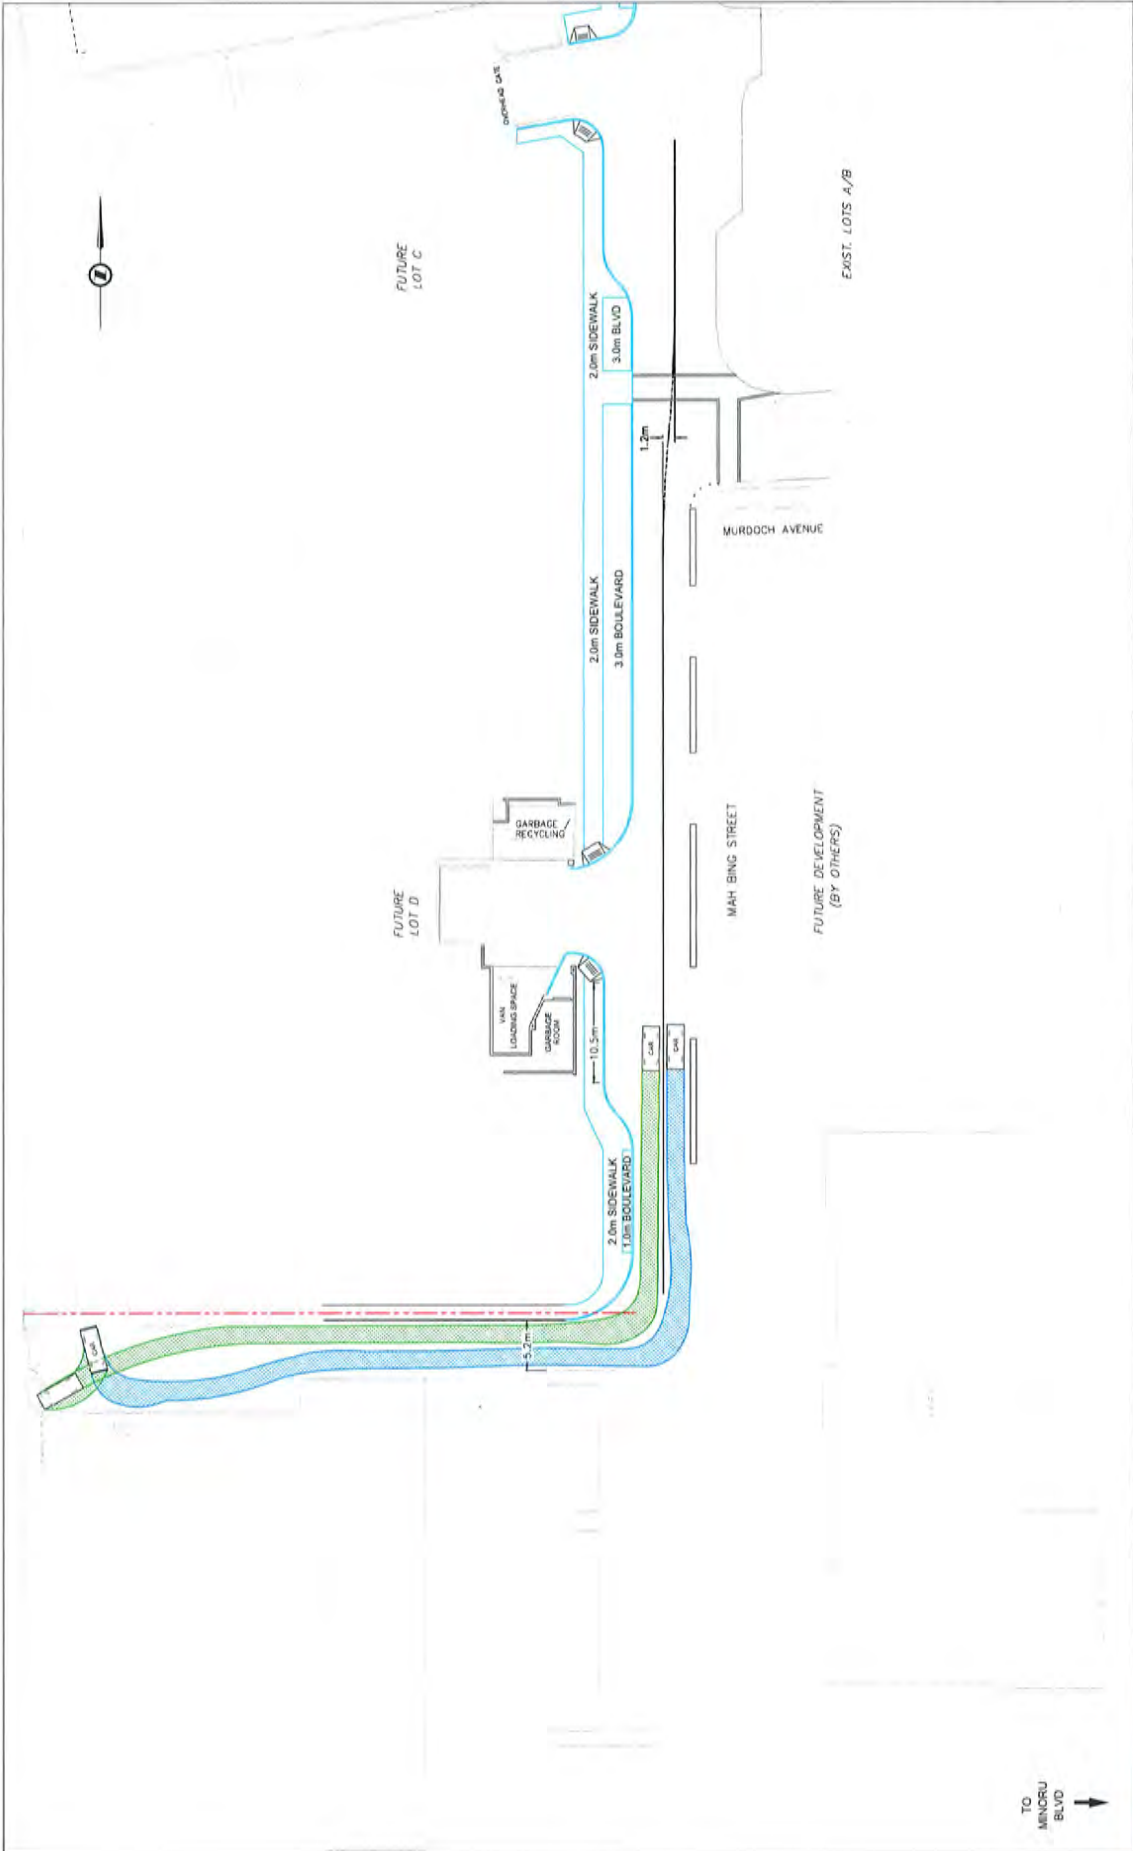 OVERHEAD GATE
FUTURE
LOT C
EXIST. LOTS A/B
2.0m SIDEWALK
3.0m BLVD
1.2m
MURDOCH AVENUE
2.0m SIDEWALK
3.0m BOULEVARD
GARBAGE /
RECYCLING
FUTURE
LOT D
MAH BING STREET
FUTURE DEVELOPMENT
(BY OTHERS)
VAN
LOADING SPACE
GARBAGE
ROOM
10.5m
CAR
CAR
2.0m SIDEWALK
1.0m BOULEVARD
CAR
5.2m
TO
MINORU
BLVD